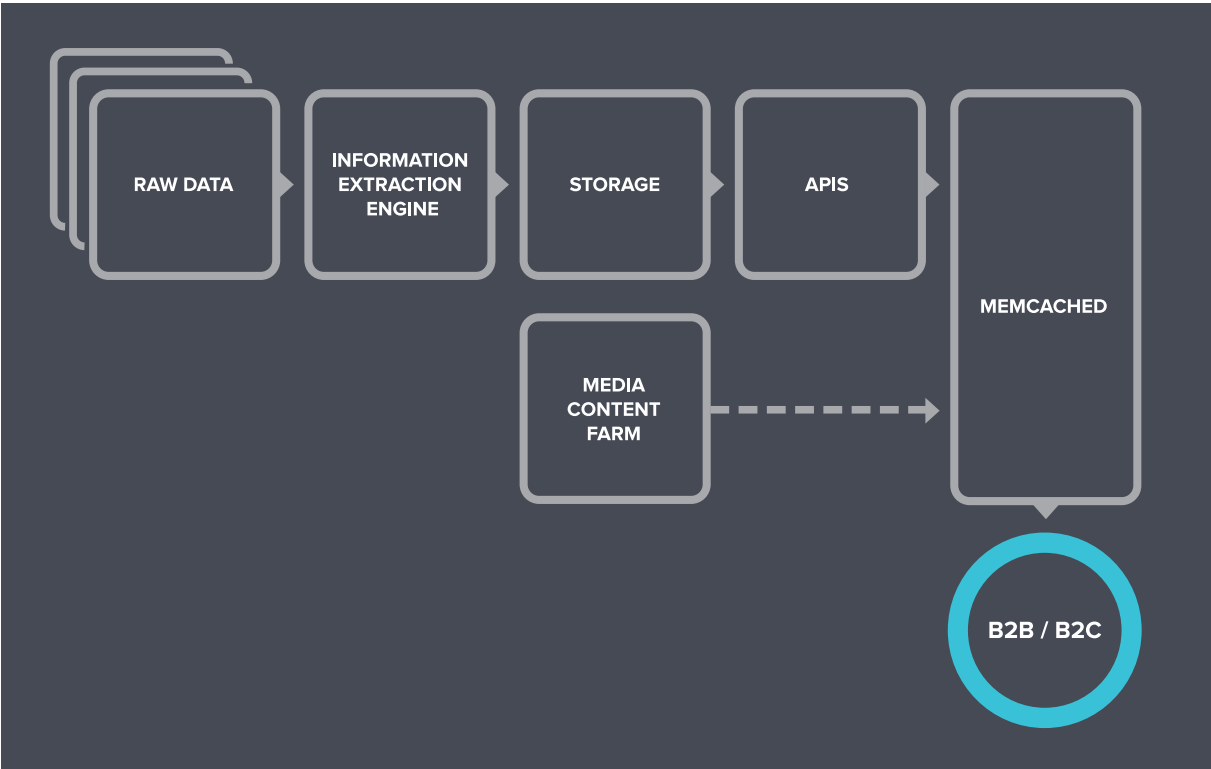 RAW DATA
INFORMATION
EXTRACTION
ENGINE
STORAGE
APIS
MEMCACHED
MEDIA
CONTENT
FARM
B2B / B2C